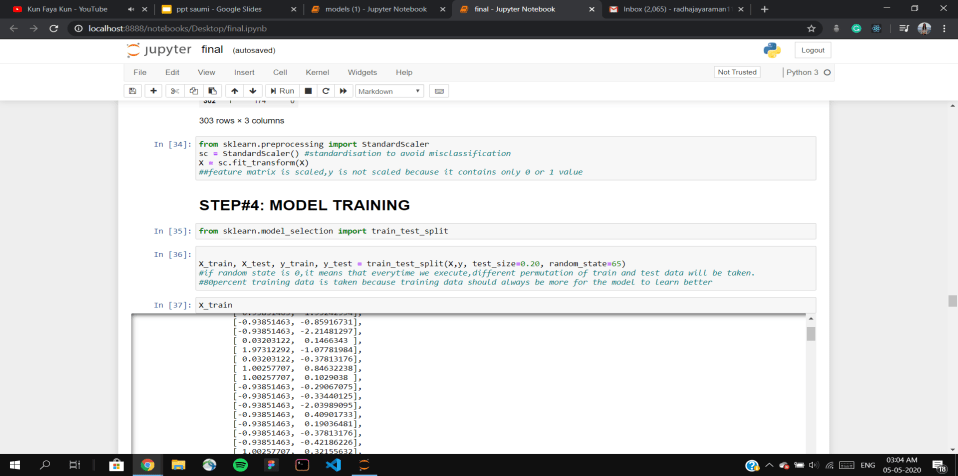 Kun Faya Kun - YouTube
ppt saumi - Google Slides
models (1) - Jupyter Notebook
final - Jupyter Notebook
Inbox (2,065) - radhajayaraman1
localhost:8888/notebooks/Desktop/final.ipynb
jupyter final (autosaved)
Logout
File Edit View Insert Cell Kernel Widgets Help
Not Trusted
Python 3
Run
Markdown
302 1 174 0
303 rows × 3 columns
In [34]: from sklearn.preprocessing import StandardScaler
sc = StandardScaler() #standardisation to avoid misclassification
X = sc.fit_transform(X)
##feature matrix is scaled,y is not scaled because it contains only 0 or 1 value
STEP#4: MODEL TRAINING
In [35]: from sklearn.model_selection import train_test_split
In [36]:
X_train, X_test, y_train, y_test = train_test_split(X,y, test_size=0.20, random_state=65)
#if random state is 0,it means that everytime we execute,different permutation of train and test data will be taken.
#80percent training data is taken because training data should always be more for the model to learn better
In [37]: X_train
[-0.93851463, -0.85916731],
[-0.93851463, -2.21481297],
[ 0.03203122, 0.1466343 ],
[ 1.97312292, -1.07781984],
[ 0.03203122, -0.37813176],
[ 1.00257707, 0.84632238],
[ 1.00257707, 0.1029038 ],
[-0.93851463, -0.29067075],
[-0.93851463, -0.33440125],
[-0.93851463, -2.03989095],
[-0.93851463, 0.40901733],
[-0.93851463, 0.19036481],
[-0.93851463, -0.37813176],
[-0.93851463, -0.42186226],
[ 1.00257707, 0.32155632],
ENG
03:04 AM
05-05-2020
18